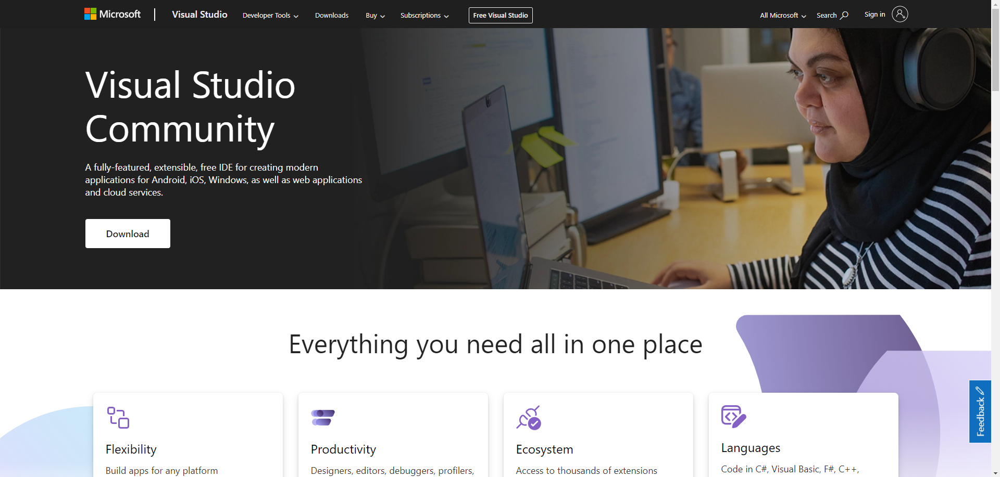 Microsoft
Visual Studio
Developer Tools
Downloads
Buy
Subscriptions
Free Visual Studio
All Microsoft
Search
Sign in
Visual Studio
Community
A fully-featured, extensible, free IDE for creating modern
applications for Android, iOS, Windows, as well as web applications
and cloud services.
Download
Everything you need all in one place
Flexibility
Build apps for any platform
Productivity
Designers, editors, debuggers, profilers,
Ecosystem
Access to thousands of extensions
Languages
Code in C#, Visual Basic, F#, C++,
Feedback